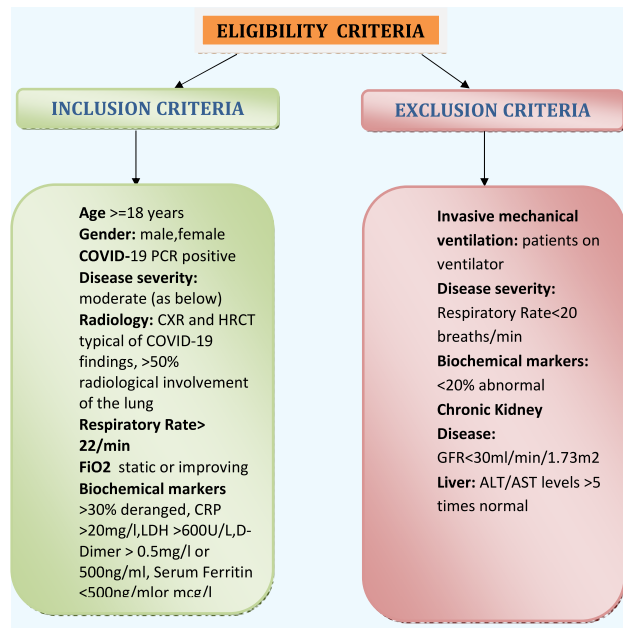 ELIGIBILITY CRITERIA
INCLUSION CRITERIA
Age >=18 years
Gender: male,female
COVID-19 PCR positive
Disease severity:
moderate (as below)
Radiology: CXR and HRCT
typical of COVID-19
findings, >50%
radiological involvement
of the lung
Respiratory Rate>
22/min
FiO2 static or improving
Biochemical markers
>30% deranged, CRP
>20mg/l,LDH >600U/L,D-
Dimer > 0.5mg/l or
500ng/ml, Serum Ferritin
<500ng/mlor mcg/l
EXCLUSION CRITERIA
Invasive mechanical
ventilation: patients on
ventilator
Disease severity:
Respiratory Rate<20
breaths/min
Biochemical markers:
<20% abnormal
Chronic Kidney
Disease:
GFR<30ml/min/1.73m2
Liver: ALT/AST levels >5
times normal